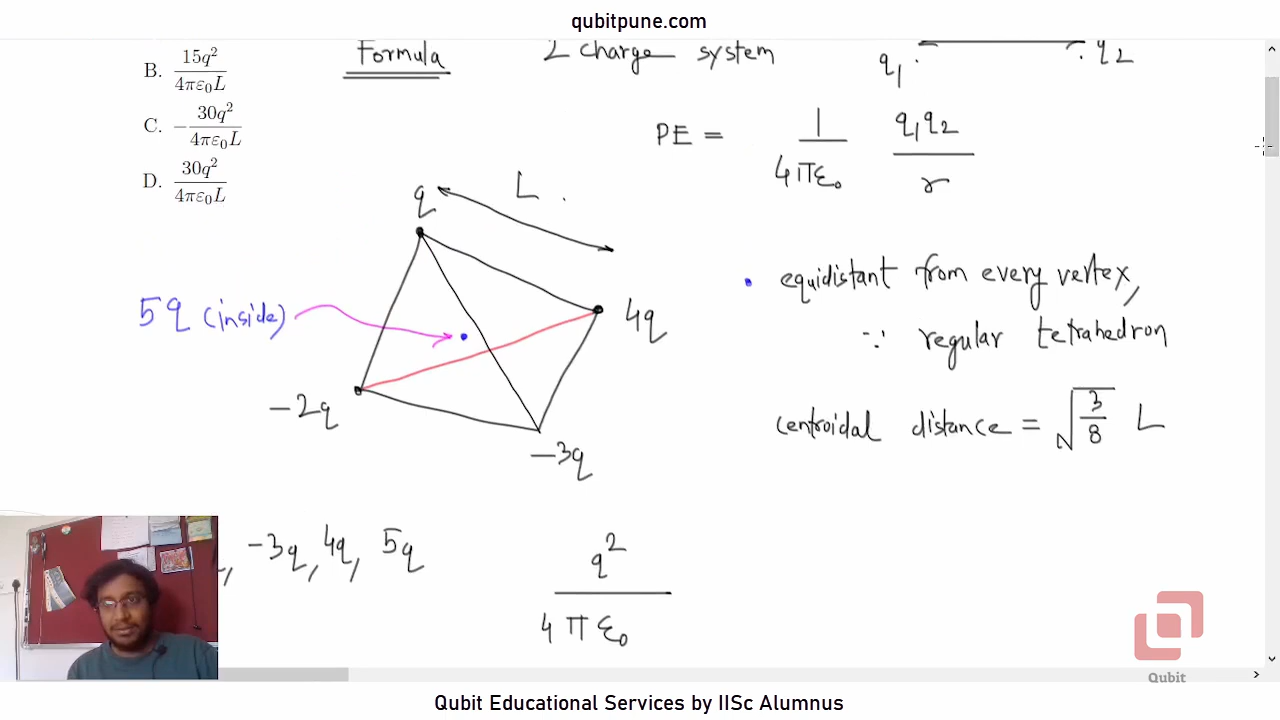 qubitpune.com
Formula 2 charge system q₁ q₂
B. 15q²/4πε₀L
C. −30q²/4πε₀L
D. 30q²/4πε₀L
PE = 1/4πε₀ q₁q₂/r
q L
5q (inside)
4q
−2q
−3q
equidistant from every vertex,
∵ regular tetrahedron
centroidal distance = √(3/8) L
, −3q, 4q, 5q
q²/4πε₀
Qubit
Qubit Educational Services by IISc Alumnus